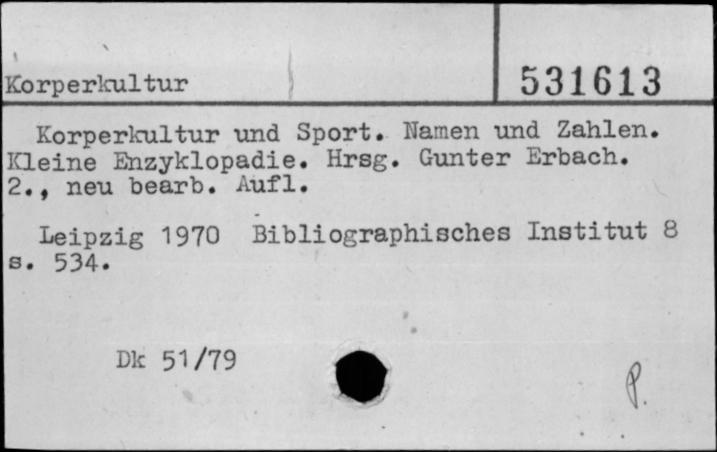 Korperkultur
531613
Korperkultur und Sport. Namen und Zahlen.
Kleine Enzyklopadie. Hrsg. Gunter Erbach.
2., neu bearb. Aufl.
Leipzig 1970 Bibliographisches Institut 8
s. 534.
Dk 51/79
P.